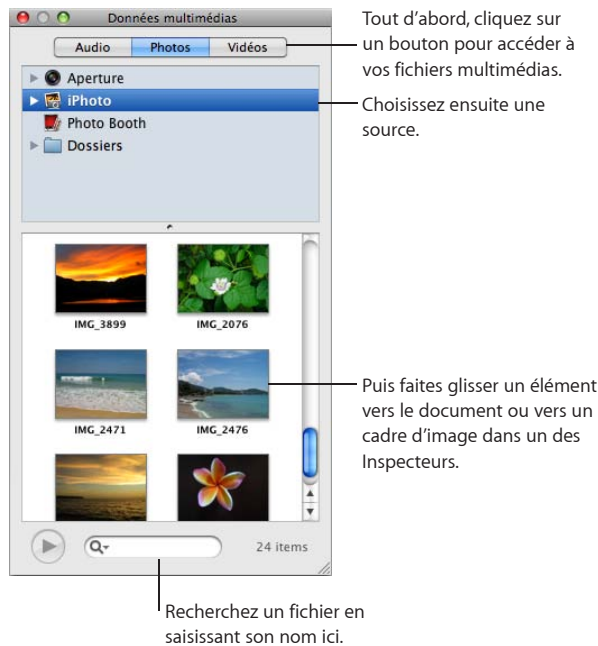 Données multimédias
Audio Photos Vidéos
Aperture
iPhoto
Photo Booth
Dossiers
IMG_3899 IMG_2076
IMG_2471 IMG_2476
24 items
Tout d'abord, cliquez sur
un bouton pour accéder à
vos fichiers multimédias.
Choisissez ensuite une
source.
Puis faites glisser un élément
vers le document ou vers un
cadre d'image dans un des
Inspecteurs.
Recherchez un fichier en
saisissant son nom ici.